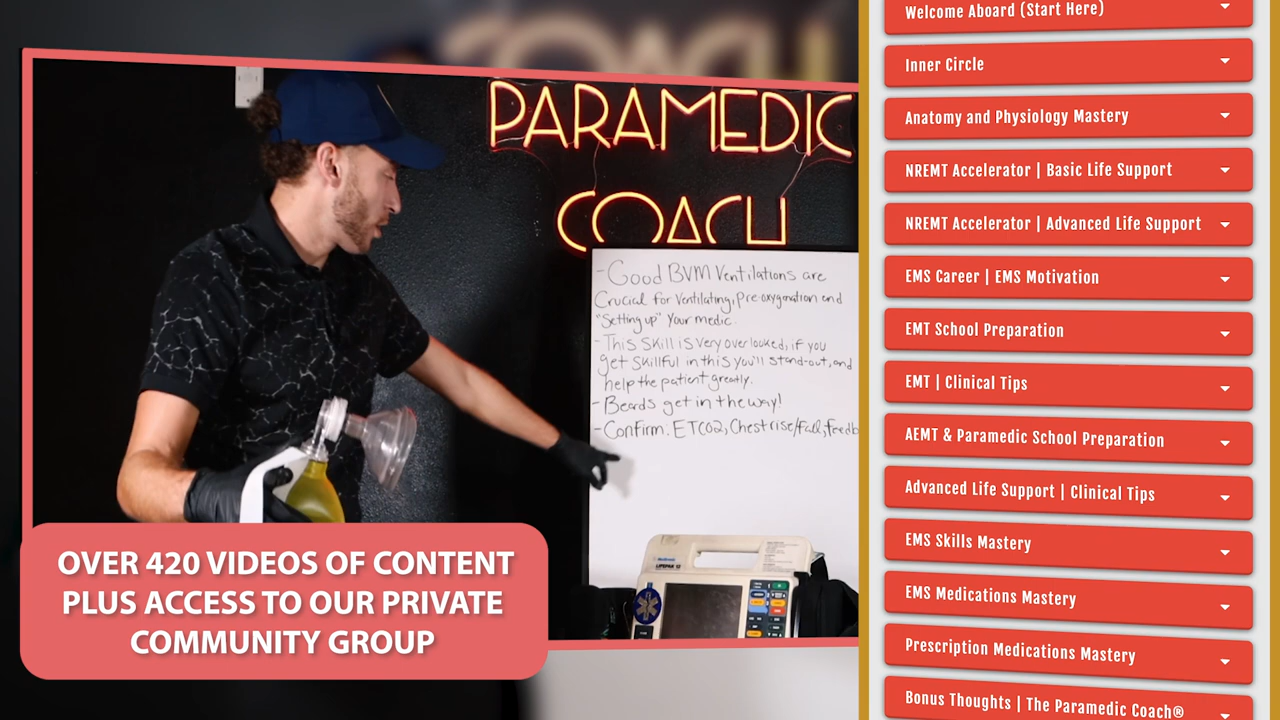 PARAMEDIC
COACH
-Good BVM Ventilations are
Crucial for Ventilating, Pre oxygenation and
"Setting up" Your medic.
-This Skill is very overlooked, if you
get skillful in this you'll stand-out, and
help the patient greatly.
-Beards get in the way!
-Confirm: ETCO2, Chest rise/Fall, Feedb
LIFEPAK 12
OVER 420 VIDEOS OF CONTENT
PLUS ACCESS TO OUR PRIVATE
COMMUNITY GROUP
Welcome Aboard (Start Here)
Inner Circle
Anatomy and Physiology Mastery
NREMT Accelerator | Basic Life Support
NREMT Accelerator | Advanced Life Support
EMS Career | EMS Motivation
EMT School Preparation
EMT | Clinical Tips
AEMT & Paramedic School Preparation
Advanced Life Support | Clinical Tips
EMS Skills Mastery
EMS Medications Mastery
Prescription Medications Mastery
Bonus Thoughts | The Paramedic Coach®